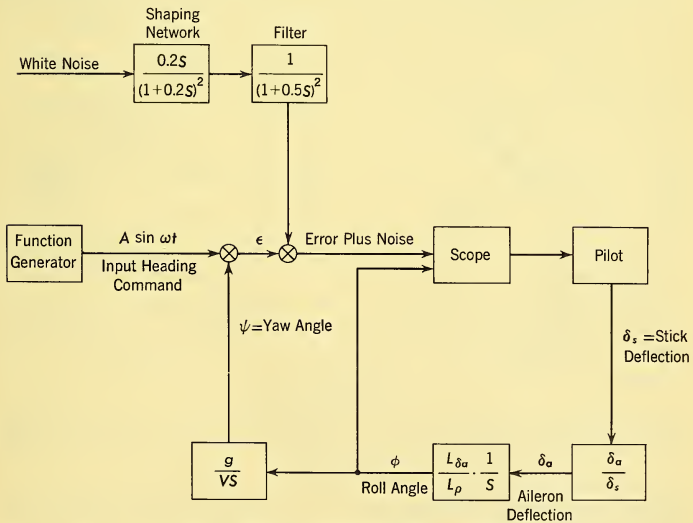 Shaping
Network
Filter
White Noise
0.2S
(1+0.2S)²
1
(1+0.5S)²
Function
Generator
A sin ωt
Input Heading
Command
ϵ
Error Plus Noise
Scope
Pilot
ψ=Yaw Angle
δₛ =Stick
Deflection
g
VS
ϕ
Roll Angle
L_δa
L_ρ
·
1
S
δₐ
Aileron
Deflection
δₐ
δₛ